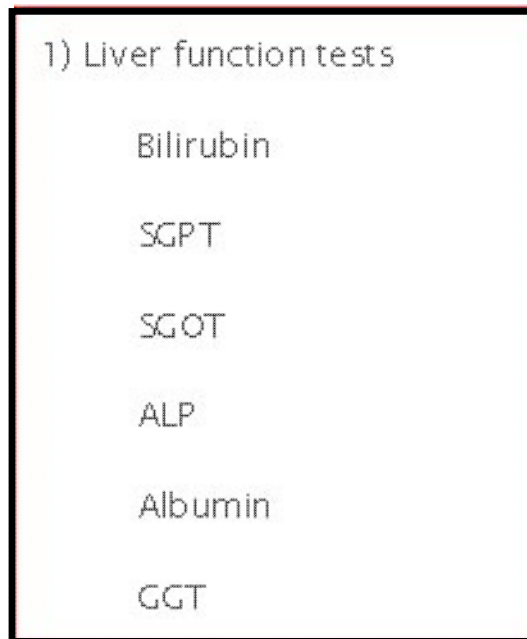 1) Liver function tests
Bilirubin
SGPT
SGOT
ALP
Albumin
GGT